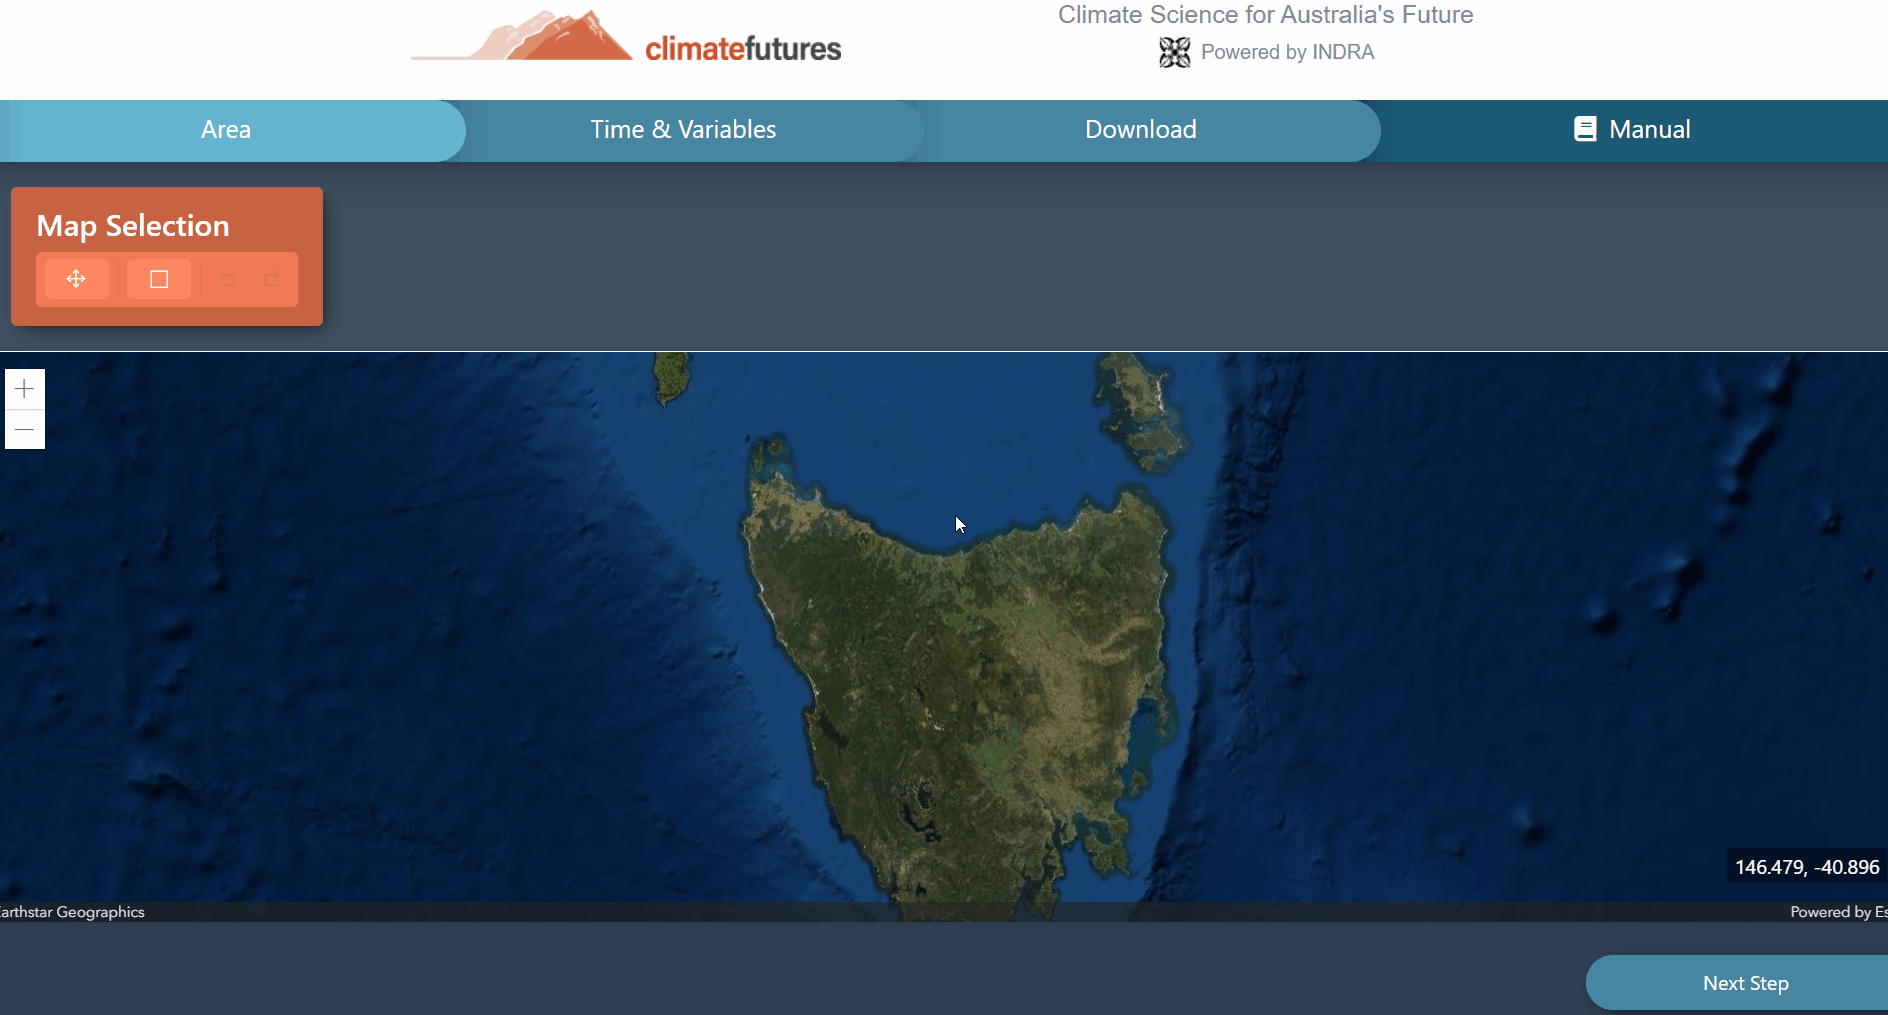 climatefutures
Climate Science for Australia's Future
Powered by INDRA
Area
Time & Variables
Download
Manual
Map Selection
146.479, -40.896
arthstar Geographics
Powered by Es
Next Step